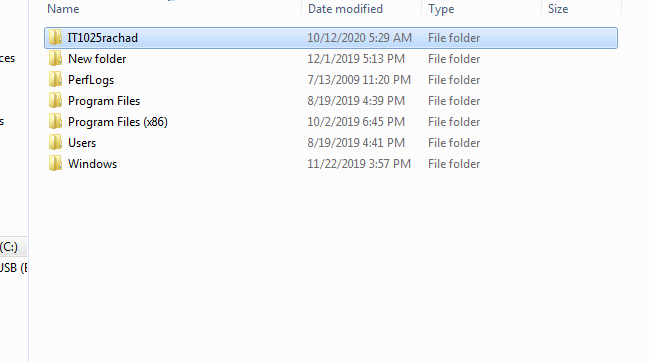 Name Date modified Type Size
IT1025rachad 10/12/2020 5:29 AM File folder
ces New folder 12/1/2019 5:13 PM File folder
PerfLogs 7/13/2009 11:20 PM File folder
Program Files 8/19/2019 4:39 PM File folder
s Program Files (x86) 10/2/2019 6:45 PM File folder
Users 8/19/2019 4:41 PM File folder
Windows 11/22/2019 3:57 PM File folder
(C:)
USB (E